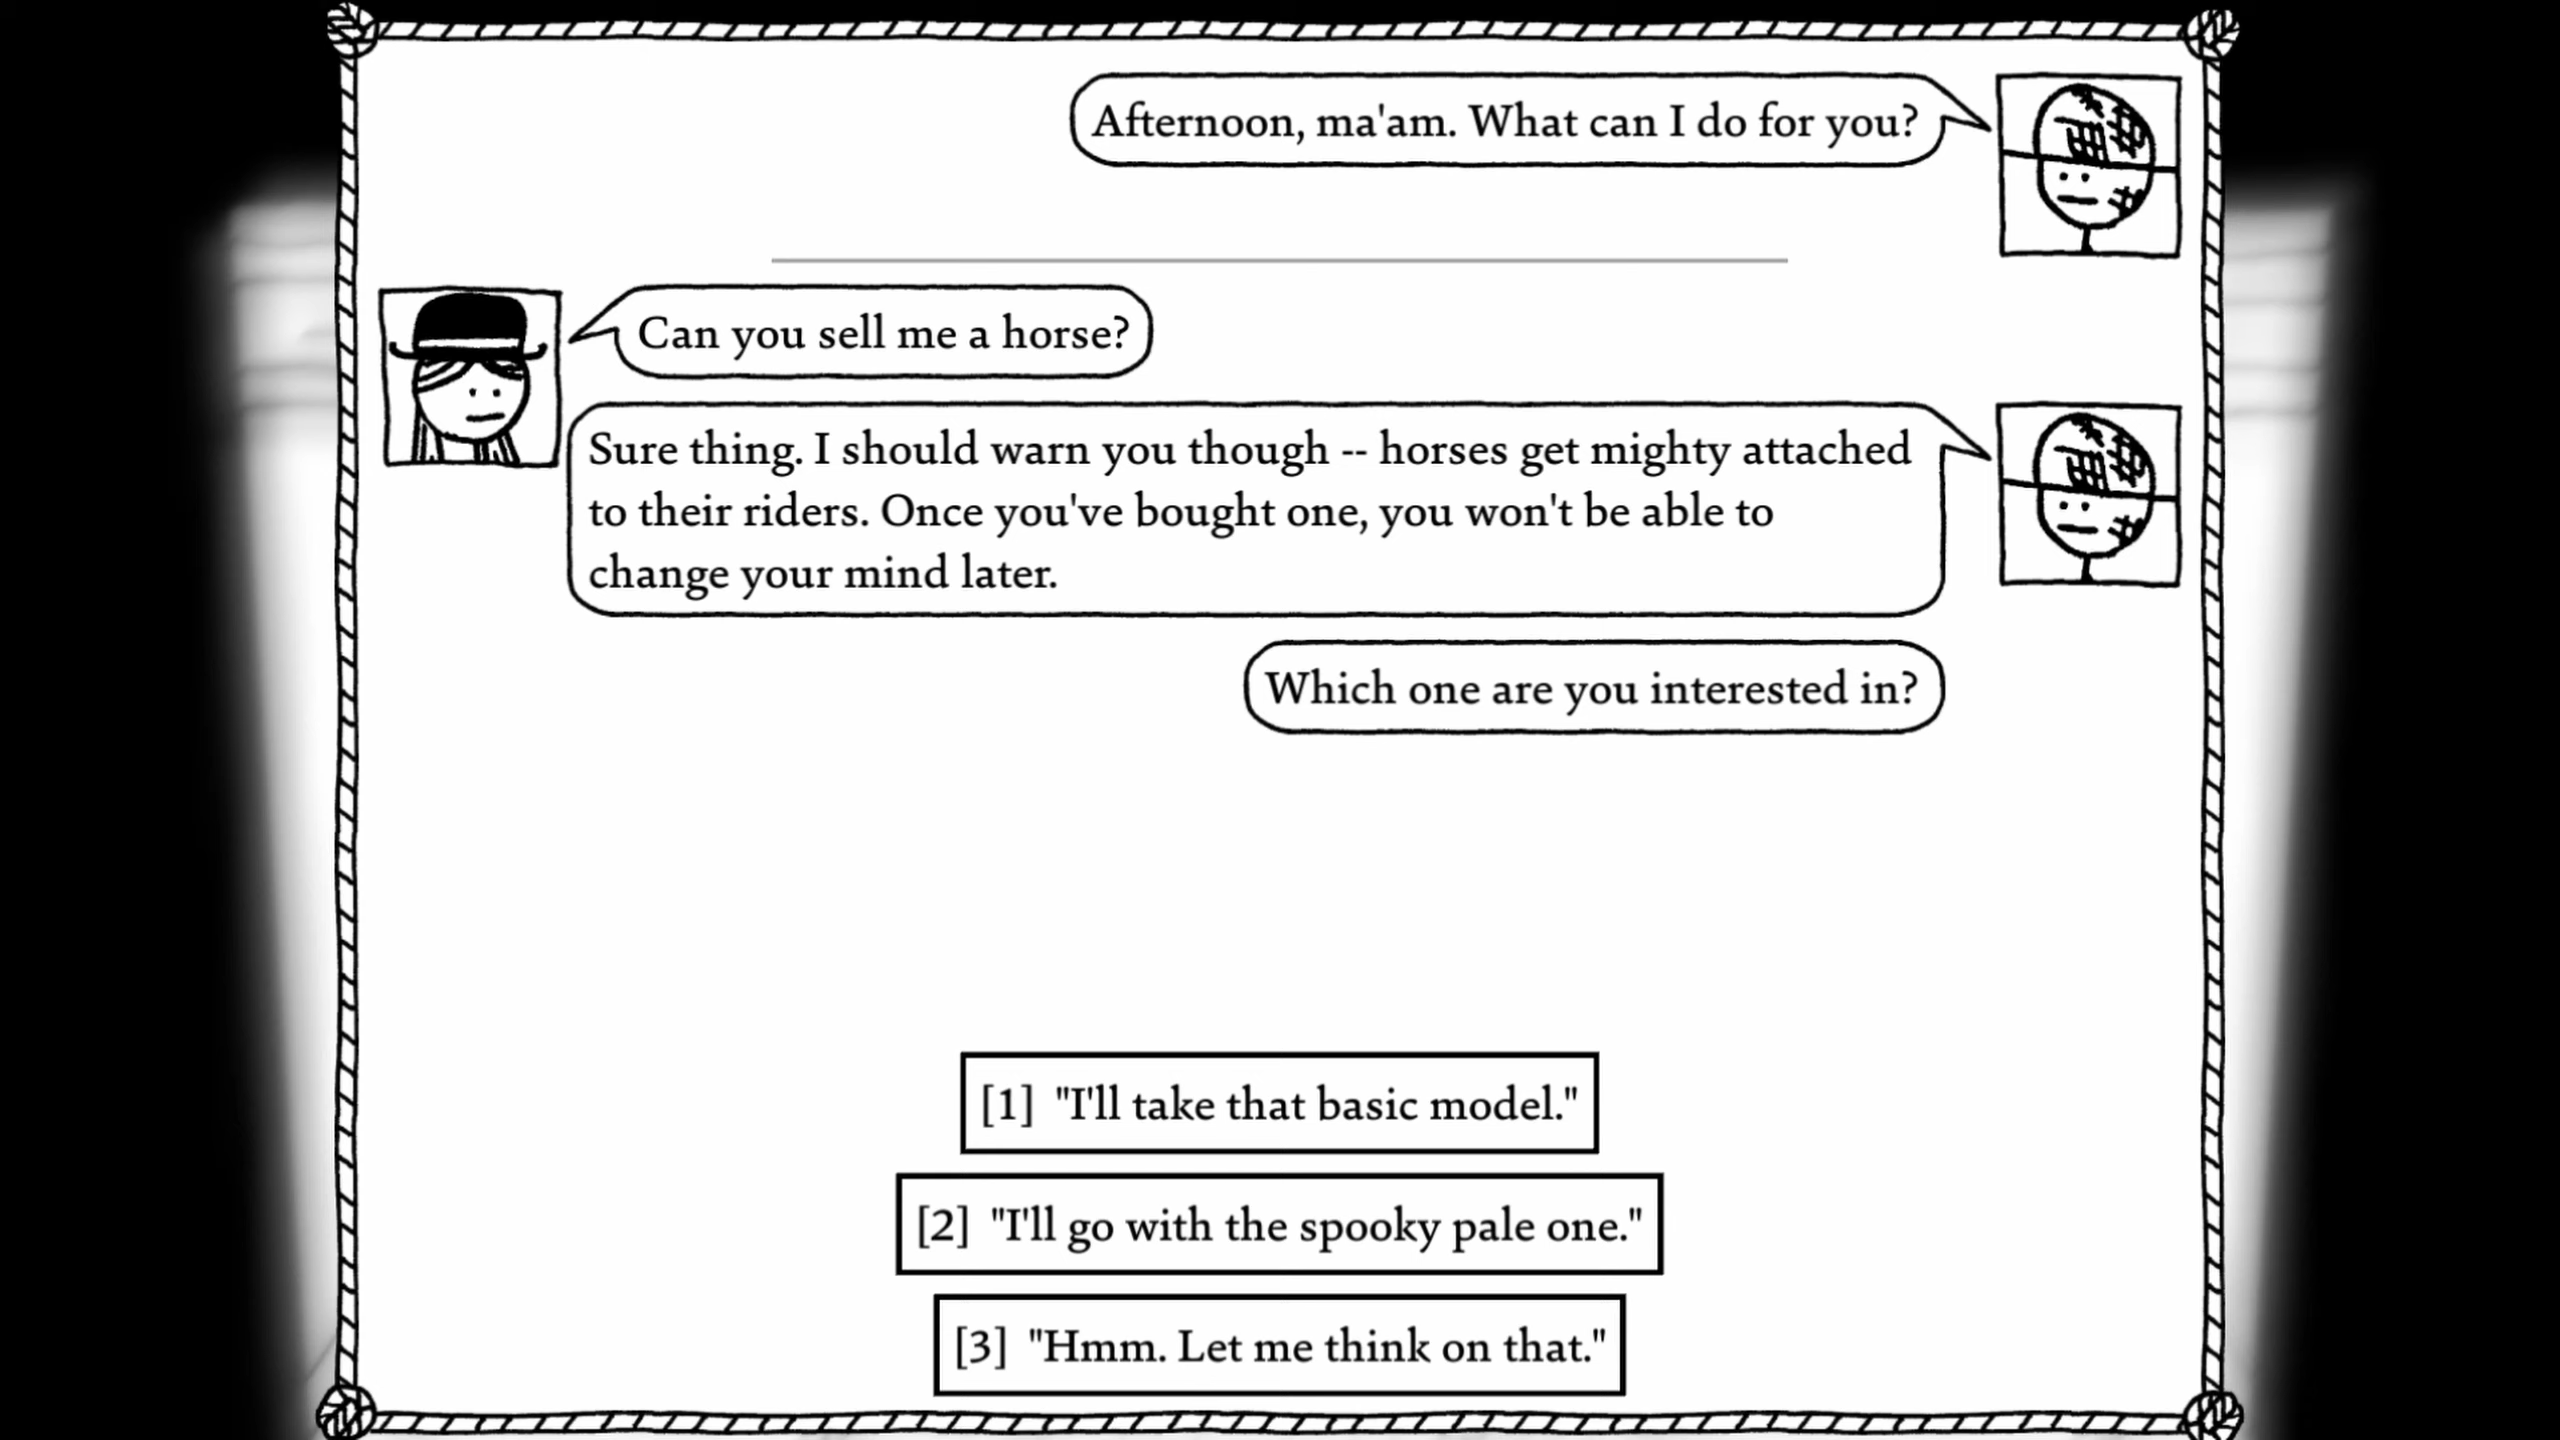 Afternoon, ma'am. What can I do for you?
Can you sell me a horse?
Sure thing. I should warn you though -- horses get mighty attached
to their riders. Once you've bought one, you won't be able to
change your mind later.
Which one are you interested in?
[1] "I'll take that basic model."
[2] "I'll go with the spooky pale one."
[3] "Hmm. Let me think on that."